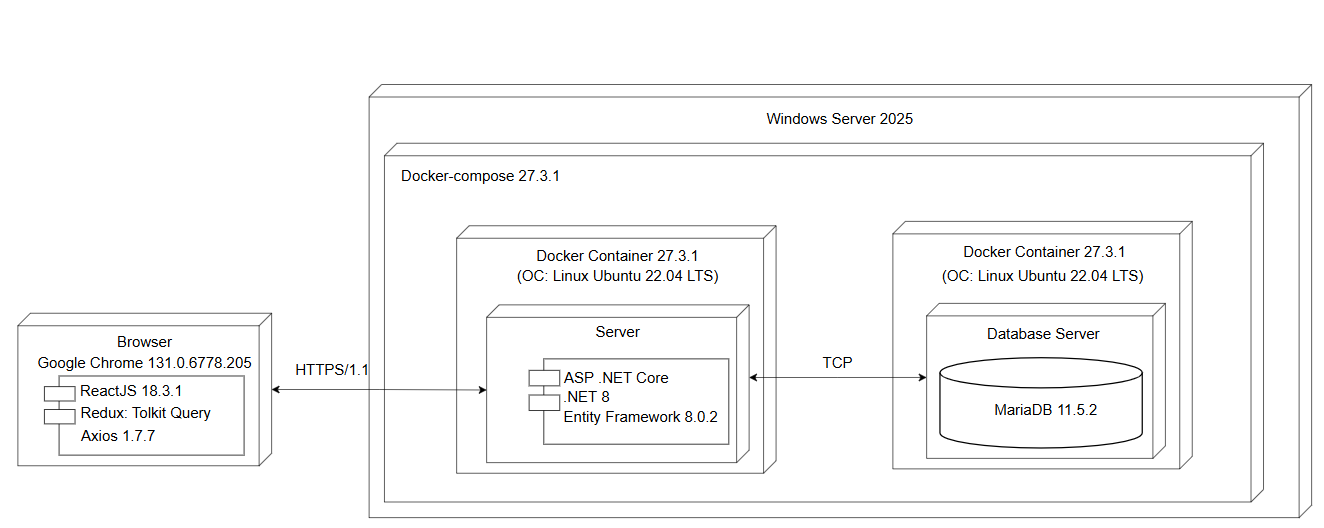 Windows Server 2025
Docker-compose 27.3.1
Docker Container 27.3.1
(OC: Linux Ubuntu 22.04 LTS)
Server
ASP .NET Core
.NET 8
Entity Framework 8.0.2
Docker Container 27.3.1
(OC: Linux Ubuntu 22.04 LTS)
Database Server
MariaDB 11.5.2
Browser
Google Chrome 131.0.6778.205
ReactJS 18.3.1
Redux: Tolkit Query
Axios 1.7.7
HTTPS/1.1
TCP